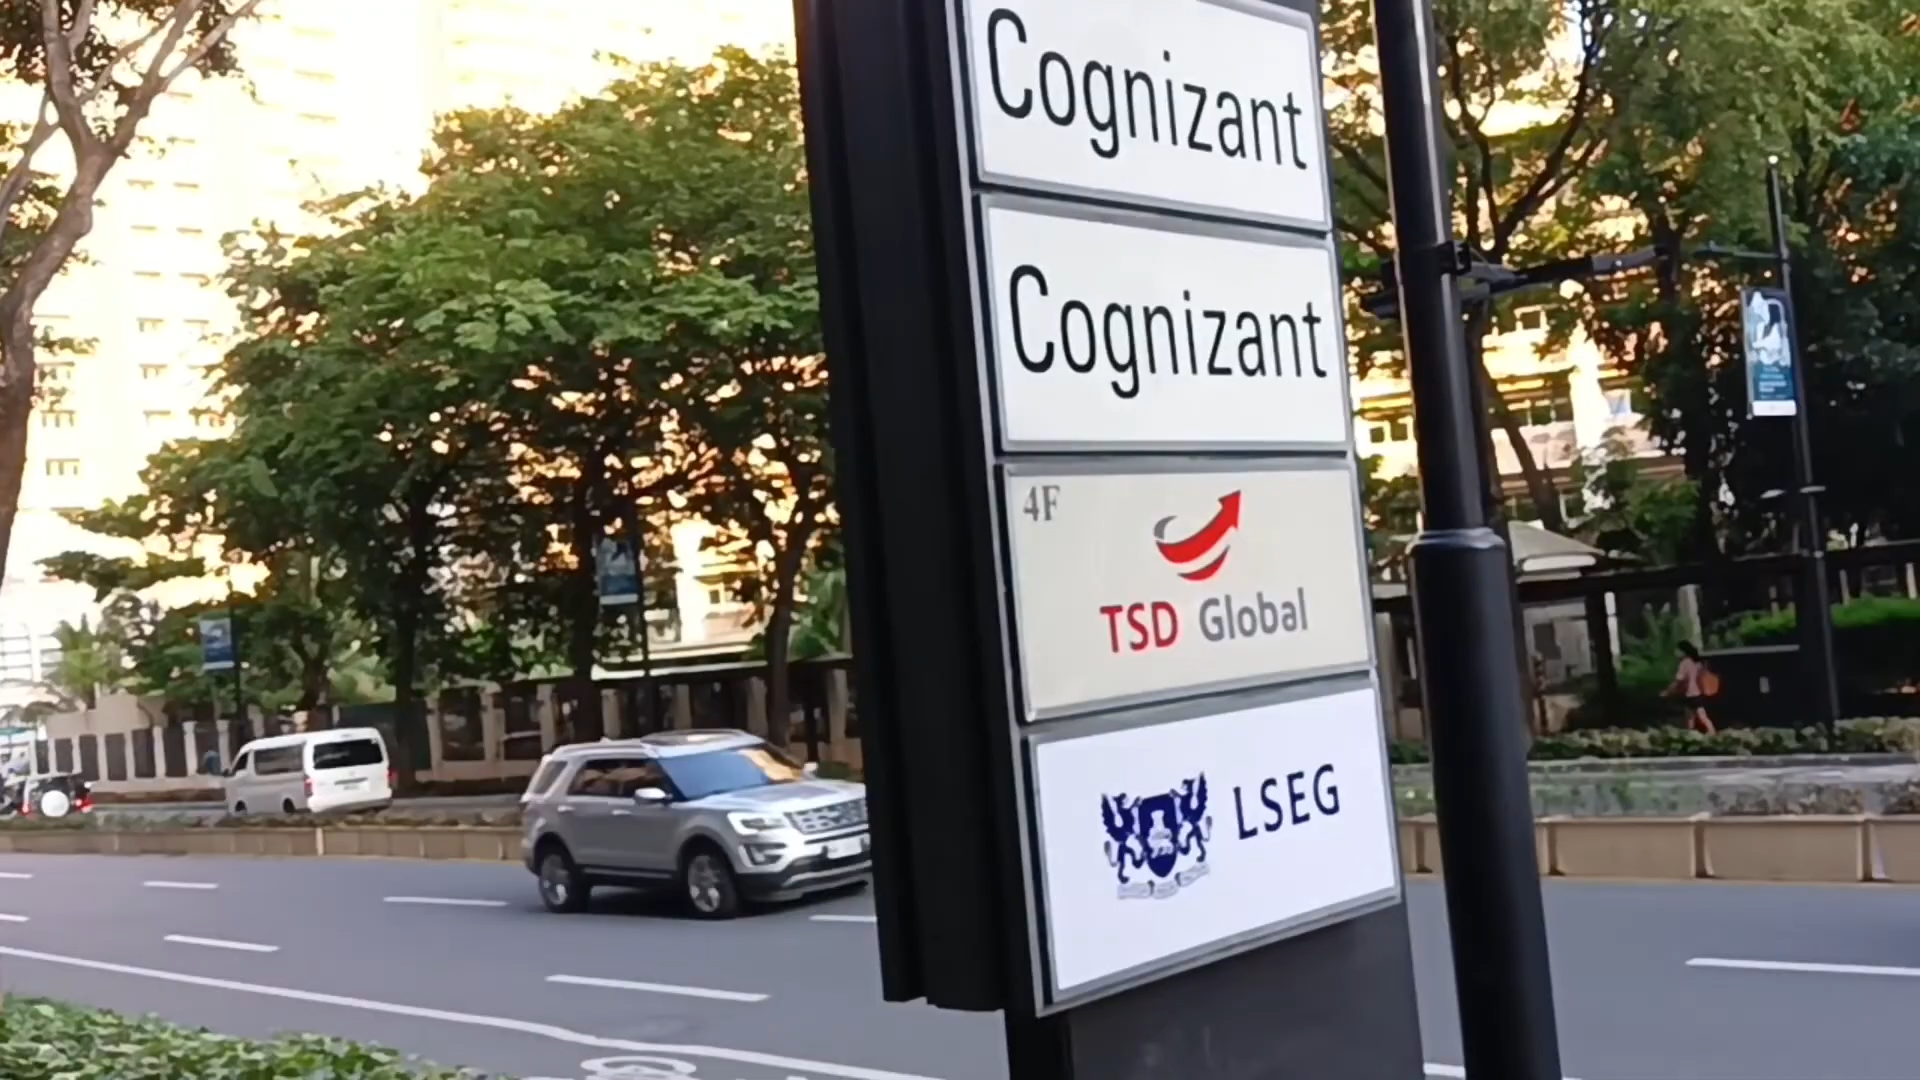 Cognizant
Cognizant
4F
TSD Global
LSEG